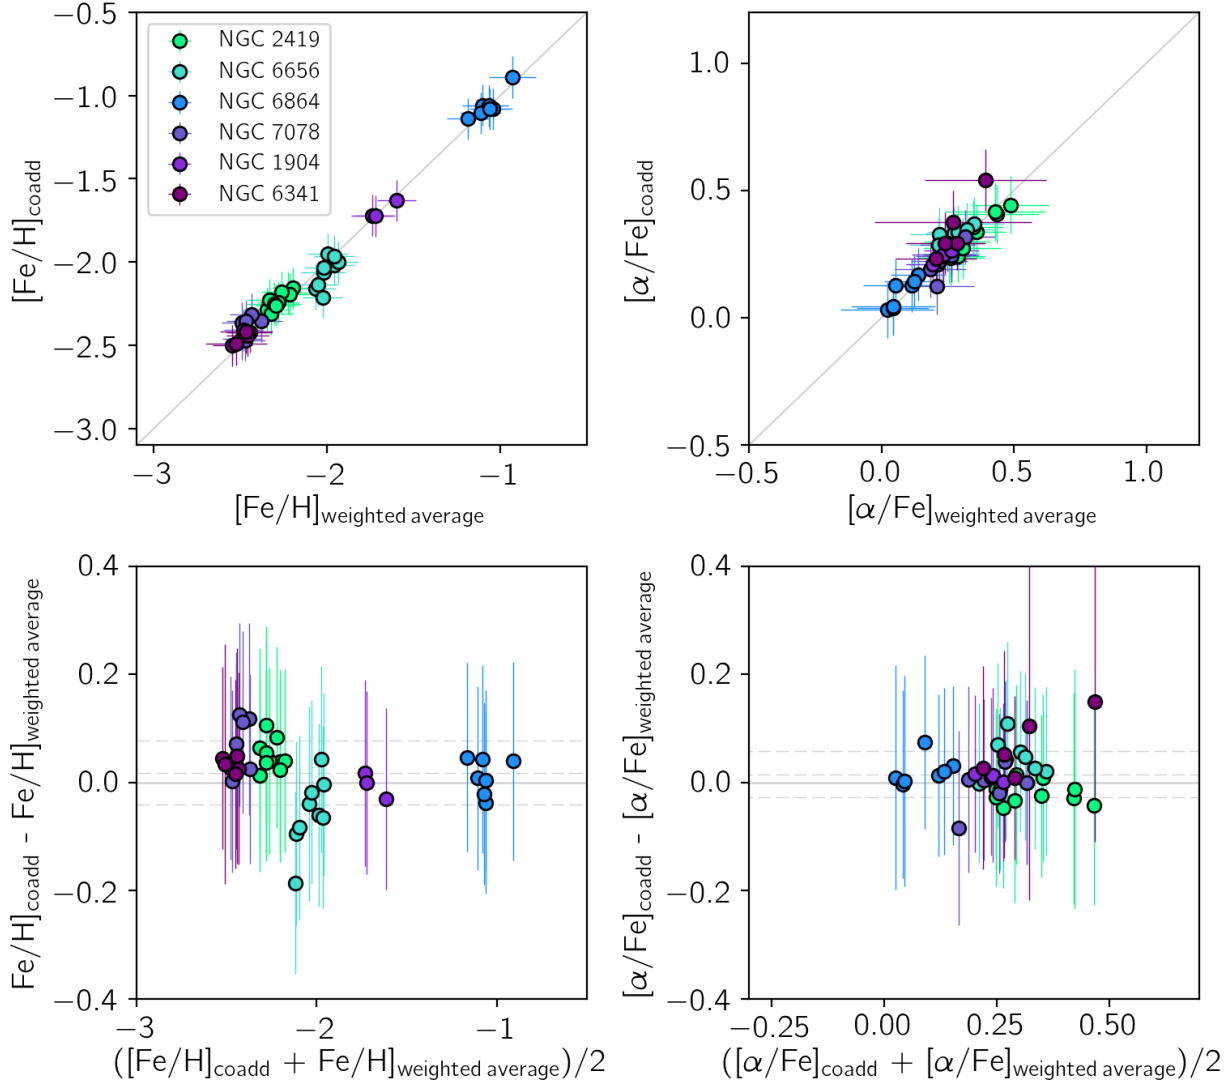 −0.5
−1.0
−1.5
−2.0
−2.5
−3.0
[Fe/H]coadd
NGC 2419
NGC 6656
NGC 6864
NGC 7078
NGC 1904
NGC 6341
−3
−2
−1
[Fe/H]weighted average
1.0
0.5
0.0
−0.5
[α/Fe]coadd
−0.5
0.0
0.5
1.0
[α/Fe]weighted average
0.4
0.2
0.0
−0.2
−0.4
Fe/H]coadd - Fe/H]weighted average
−3
−2
−1
([Fe/H]coadd + Fe/H]weighted average)/2
0.4
0.2
0.0
−0.2
−0.4
[α/Fe]coadd - [α/Fe]weighted average
−0.25
0.00
0.25
0.50
([α/Fe]coadd + [α/Fe]weighted average)/2